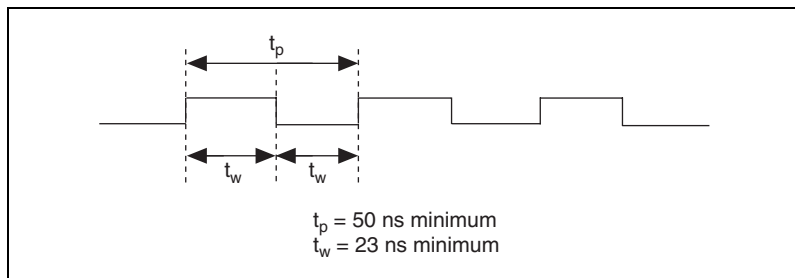 tp
tw tw
tp = 50 ns minimum
tw = 23 ns minimum